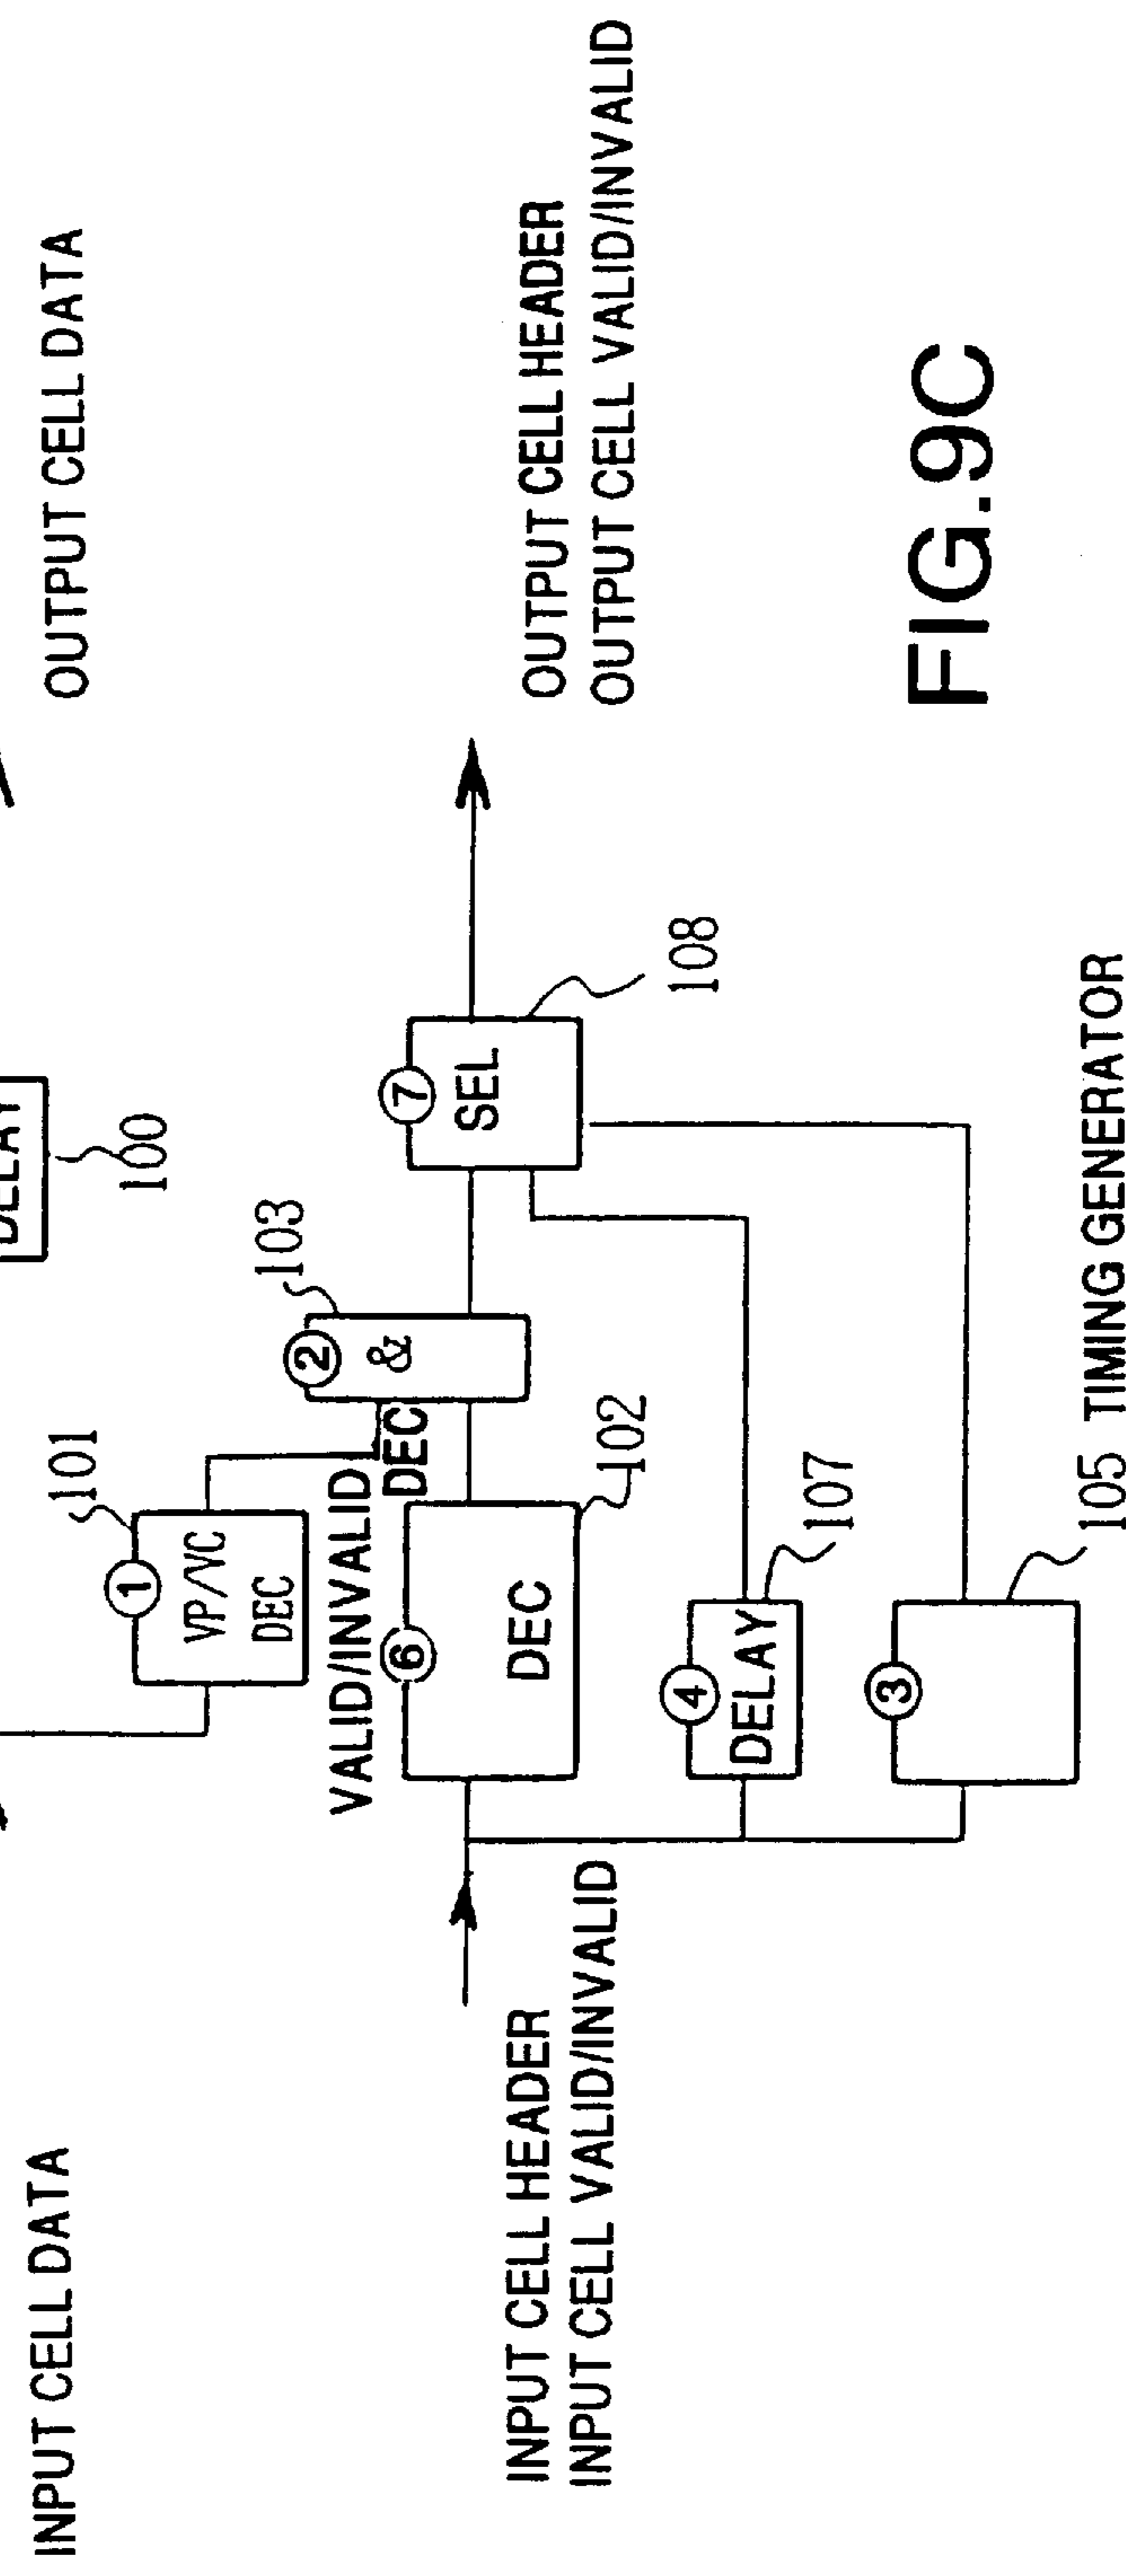 INPUT CELL DATA
OUTPUT CELL DATA
DELAY
100
101
1
VP/VC
DEC
103
2
&
VALID/INVALID
DEC
6
DEC
102
7
SEL
108
INPUT CELL HEADER
INPUT CELL VALID/INVALID
OUTPUT CELL HEADER
OUTPUT CELL VALID/INVALID
4
DELAY
107
3
105 TIMING GENERATOR
FIG.9C